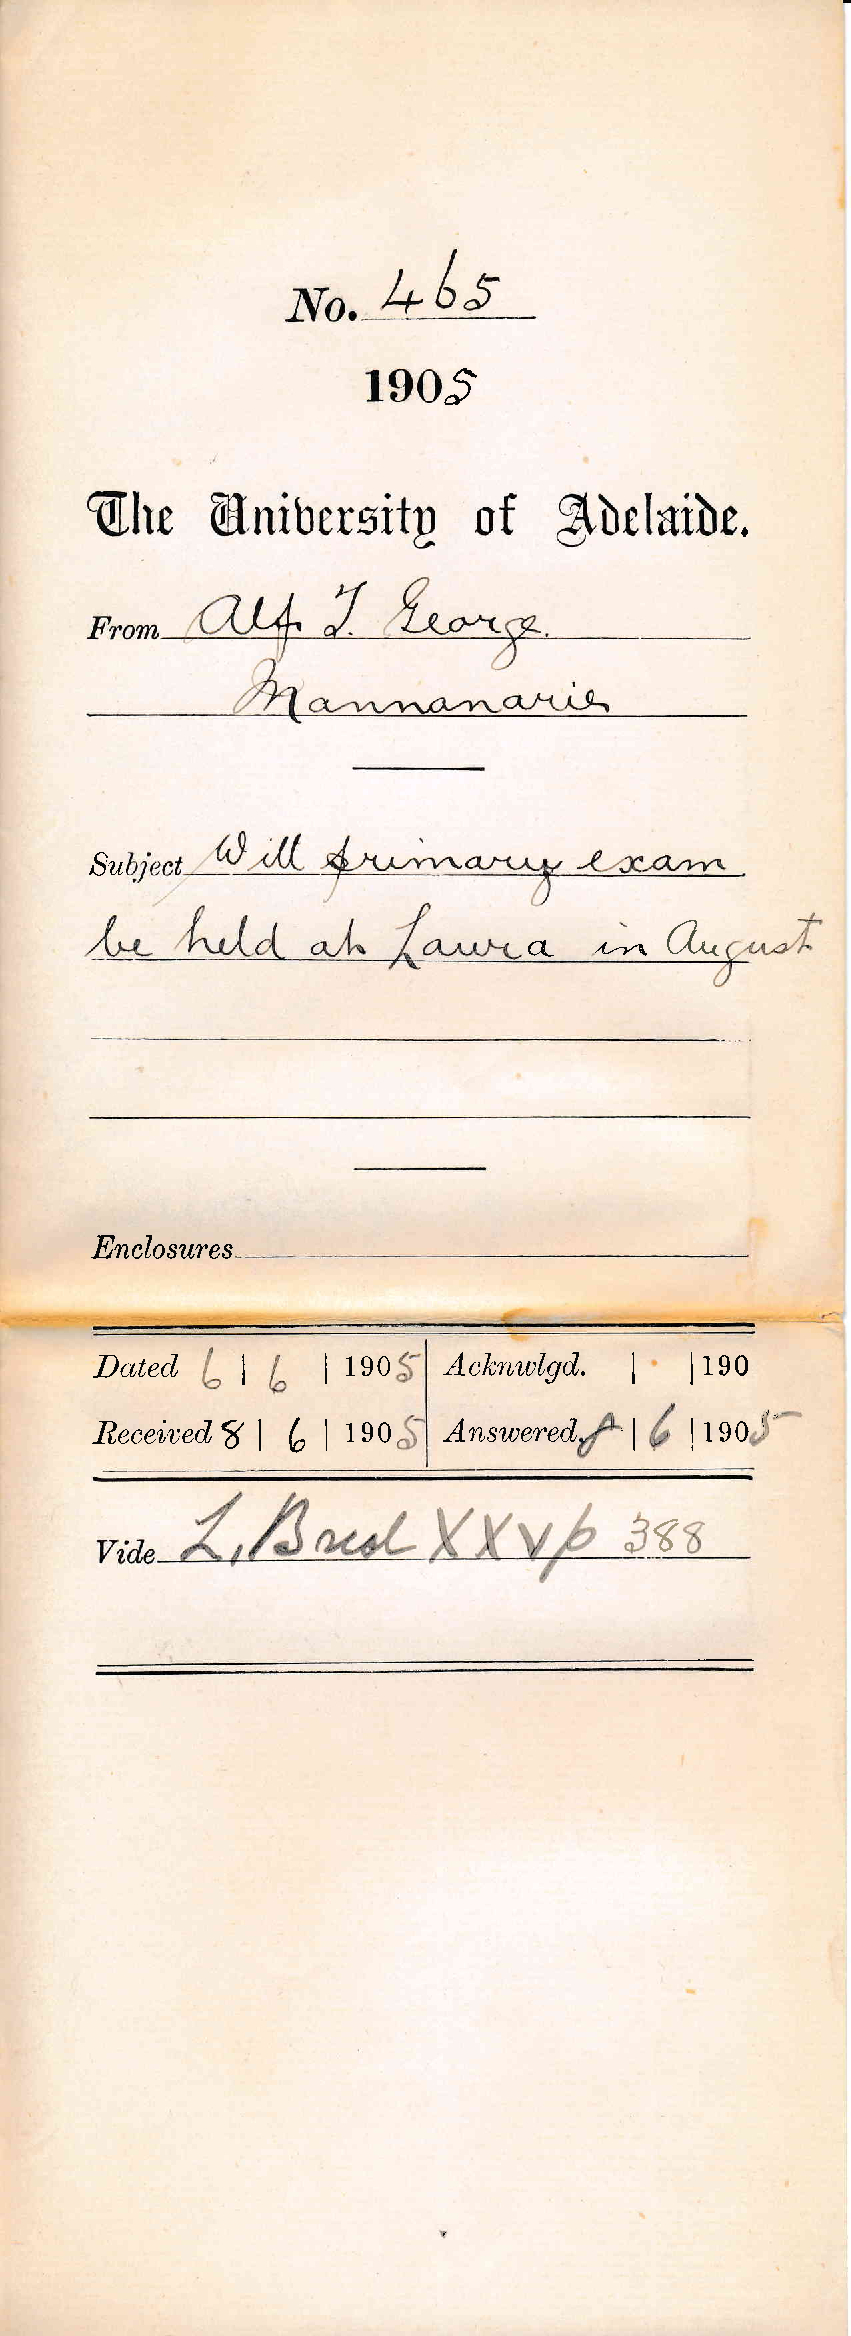 No. 465
1905
The University of Adelaide.
From Alf T. George.
Mannanarie
Subject Will primary exam
be held at Laura in August
Enclosures
Dated 6 | 6 | 1905 Acknwlgd. | | 190
Received 8 | 6 | 1905 Answered. 8 | 6 | 1905
Vide L, XXV p 388